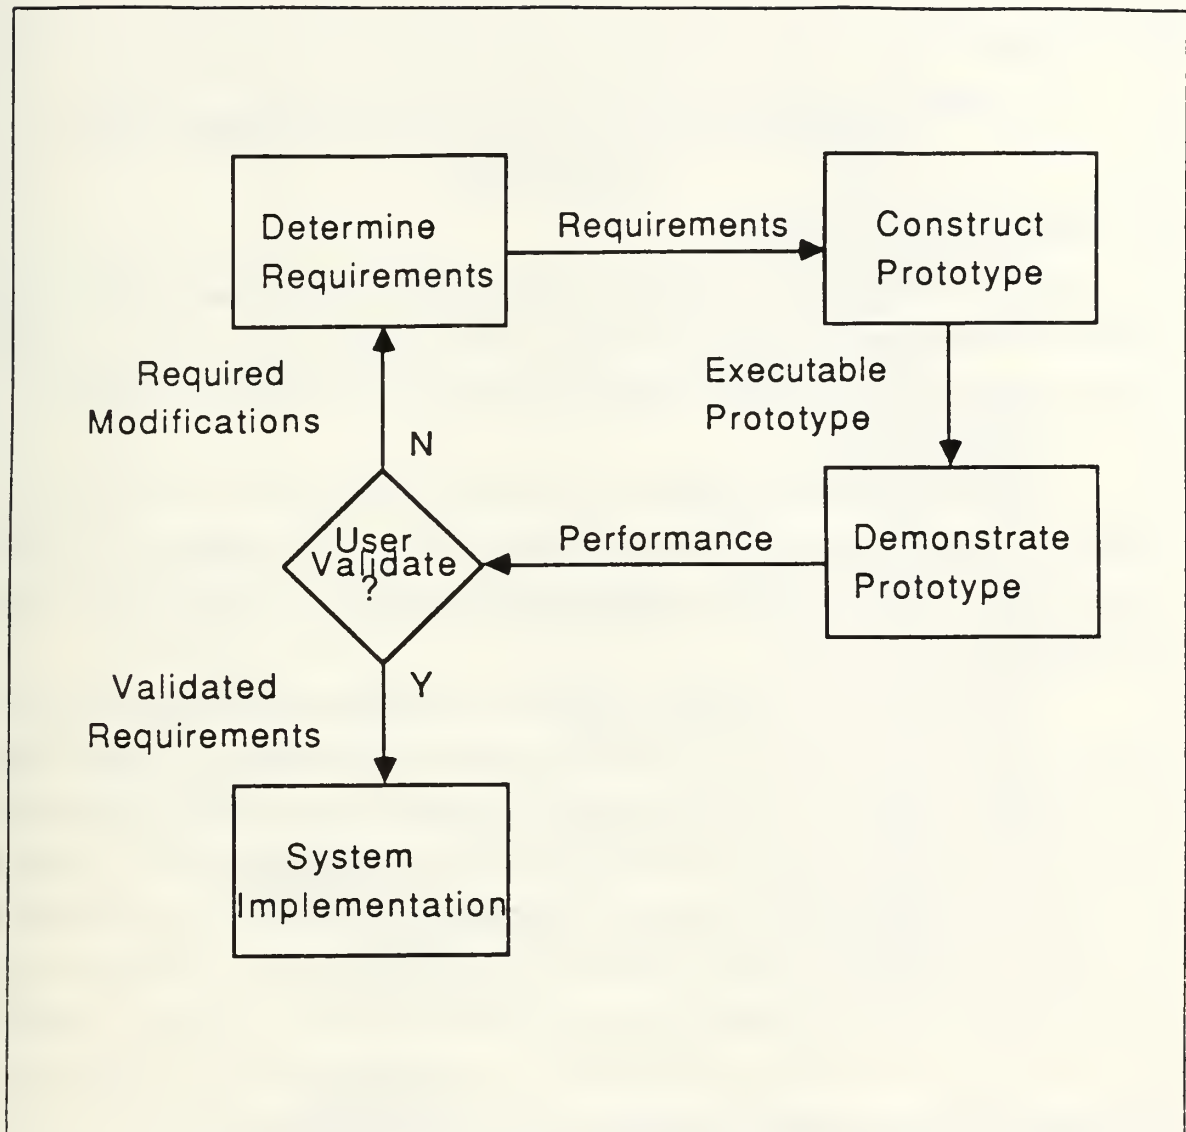 Determine
Requirements
Requirements
Construct
Prototype
Required
Modifications
N
Executable
Prototype
User
Validate
?
Performance
Demonstrate
Prototype
Validated
Requirements
Y
System
Implementation